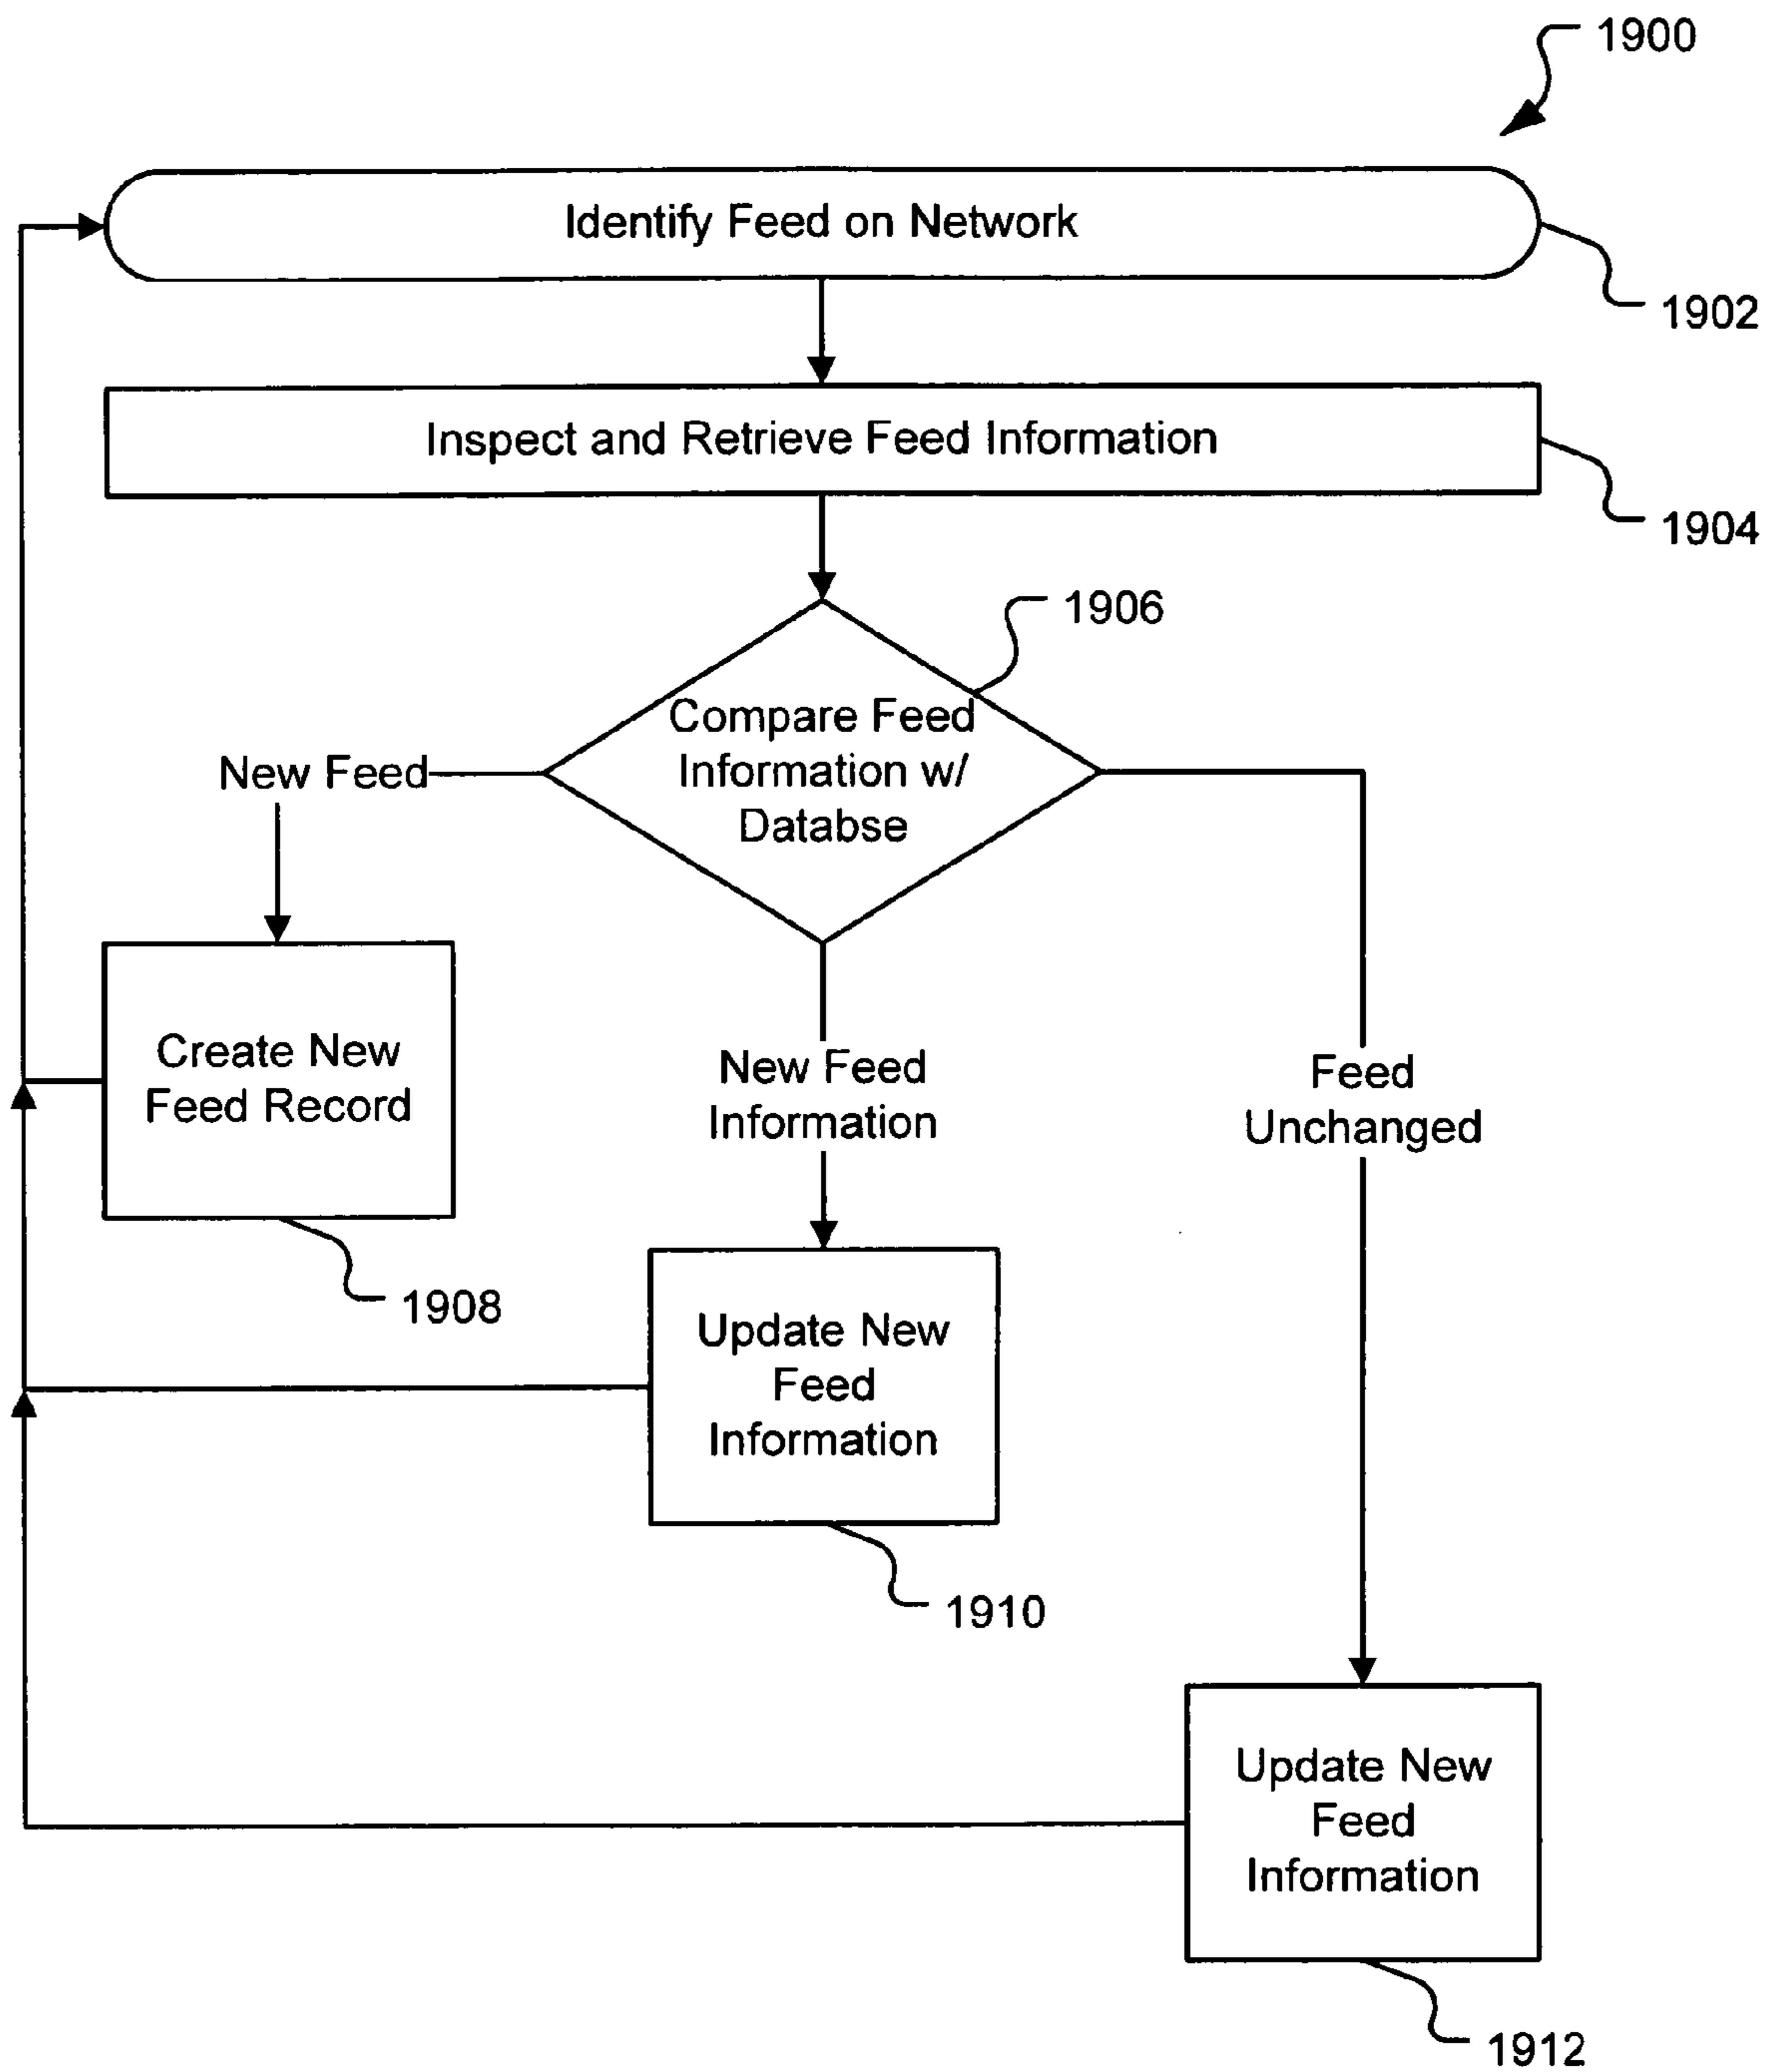 1900
Identify Feed on Network
1902
Inspect and Retrieve Feed Information
1904
1906
Compare Feed
Information w/
Databse
New Feed
Create New
Feed Record
1908
New Feed
Information
Feed
Unchanged
Update New
Feed
Information
1910
Update New
Feed
Information
1912